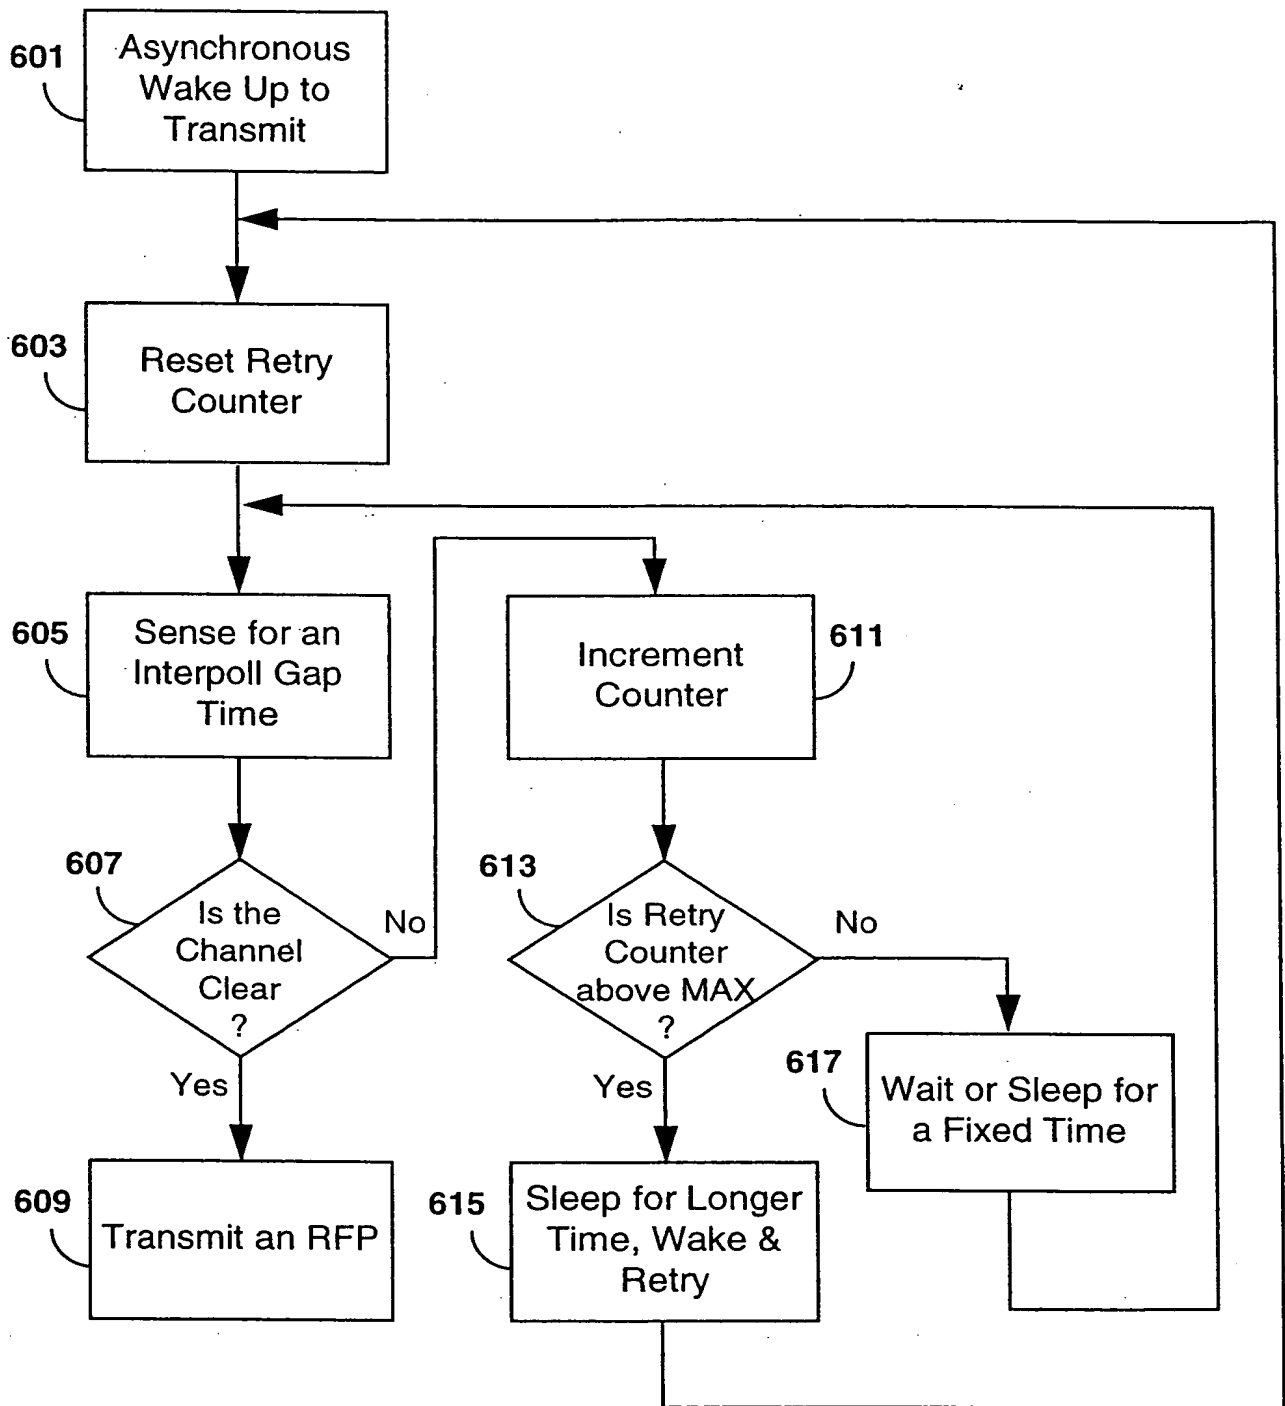 601
Asynchronous
Wake Up to
Transmit
603
Reset Retry
Counter
605
Sense for an
Interpoll Gap
Time
Increment
Counter
611
607
Is the
Channel
Clear
?
No
Yes
613
Is Retry
Counter
above MAX
?
No
Yes
617
Wait or Sleep for
a Fixed Time
609
Transmit an RFP
615
Sleep for Longer
Time, Wake &
Retry